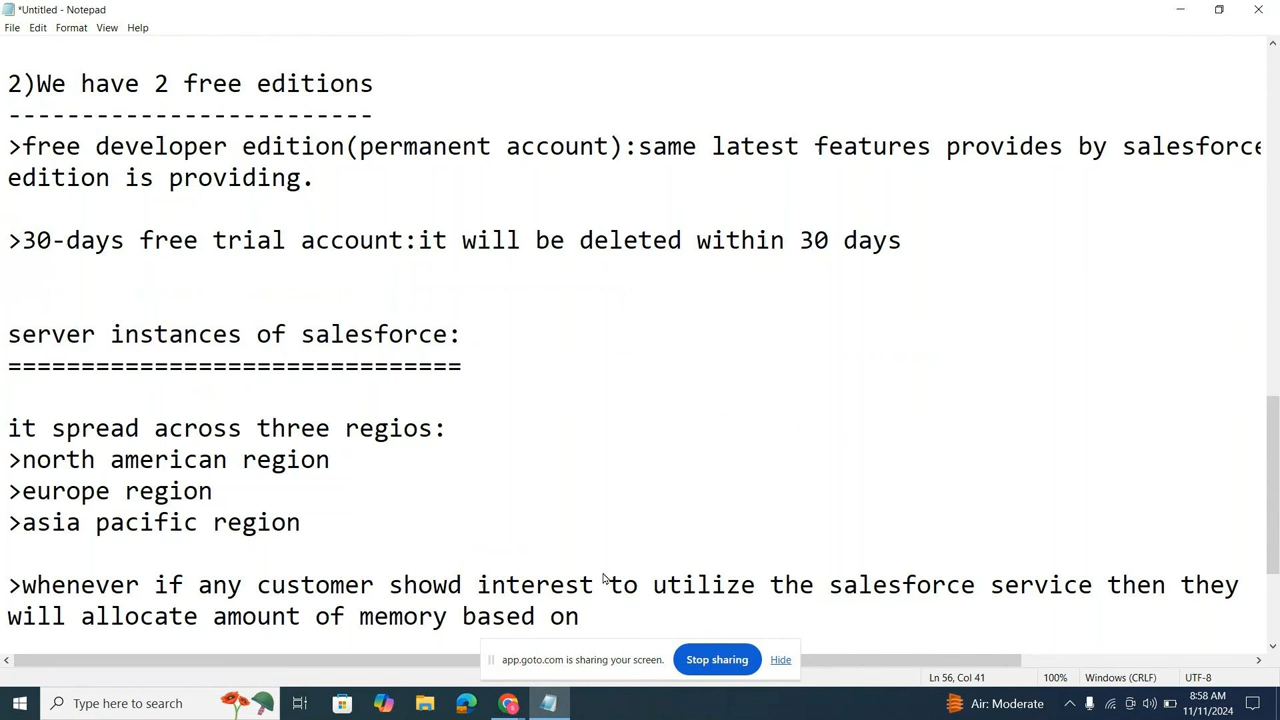 *Untitled - Notepad
File Edit Format View Help
2)We have 2 free editions
-------------------------
>free developer edition(permanent account):same latest features provides by salesforce
edition is providing.
>30-days free trial account:it will be deleted within 30 days
server instances of salesforce:
===============================
it spread across three regios:
>north american region
>europe region
>asia pacific region
>whenever if any customer showd interest to utilize the salesforce service then they
will allocate amount of memory based on
app.goto.com is sharing your screen. Stop sharing Hide
Ln 56, Col 41 100% Windows (CRLF) UTF-8
Type here to search Air: Moderate 8:58 AM
11/11/2024